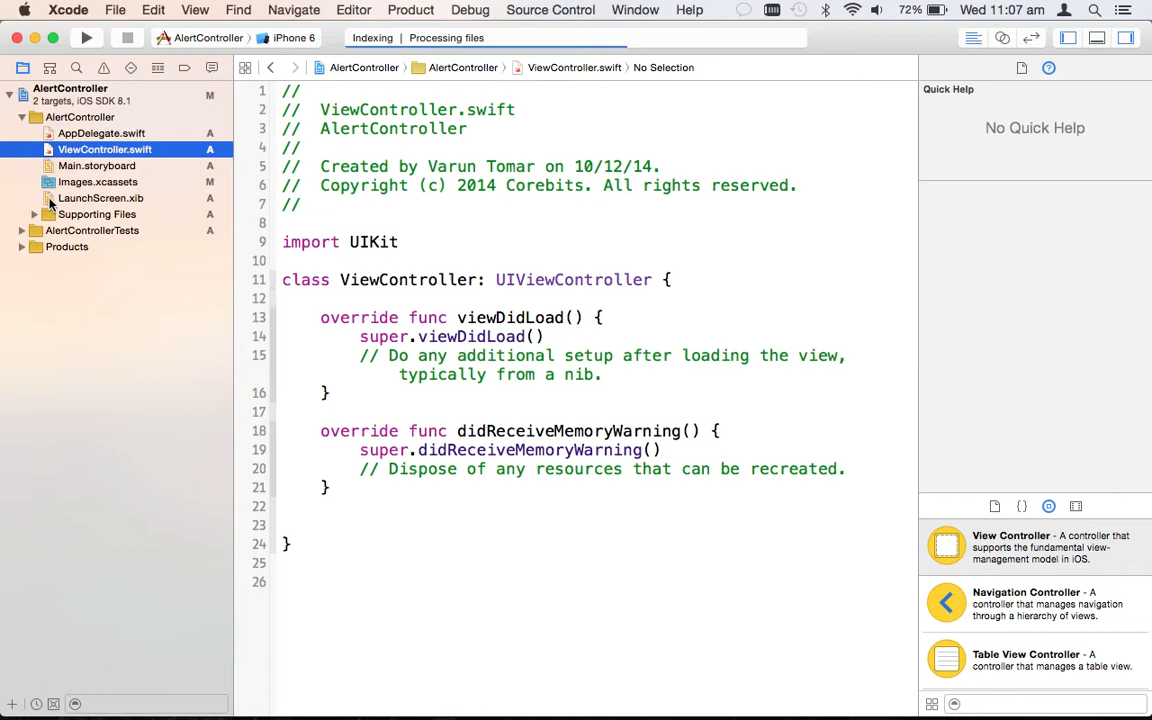 Xcode File Edit View Find Navigate Editor Product Debug Source Control Window Help 72% Wed 11:07 am
AlertController iPhone 6 Indexing | Processing files
AlertController AlertController ViewController.swift No Selection
AlertController M
2 targets, iOS SDK 8.1
AlertController
AppDelegate.swift A
ViewController.swift A
Main.storyboard A
Images.xcassets M
LaunchScreen.xib A
Supporting Files A
AlertControllerTests A
Products
1 //
2 // ViewController.swift
3 // AlertController
4 //
5 // Created by Varun Tomar on 10/12/14.
6 // Copyright (c) 2014 Corebits. All rights reserved.
7 //
8
9 import UIKit
10
11 class ViewController: UIViewController {
12
13 override func viewDidLoad() {
14 super.viewDidLoad()
15 // Do any additional setup after loading the view,
typically from a nib.
16 }
17
18 override func didReceiveMemoryWarning() {
19 super.didReceiveMemoryWarning()
20 // Dispose of any resources that can be recreated.
21 }
22
23
24 }
25
26
Quick Help
No Quick Help
View Controller - A controller that
supports the fundamental view-
management model in iOS.
Navigation Controller - A
controller that manages navigation
through a hierarchy of views.
Table View Controller - A
controller that manages a table view.